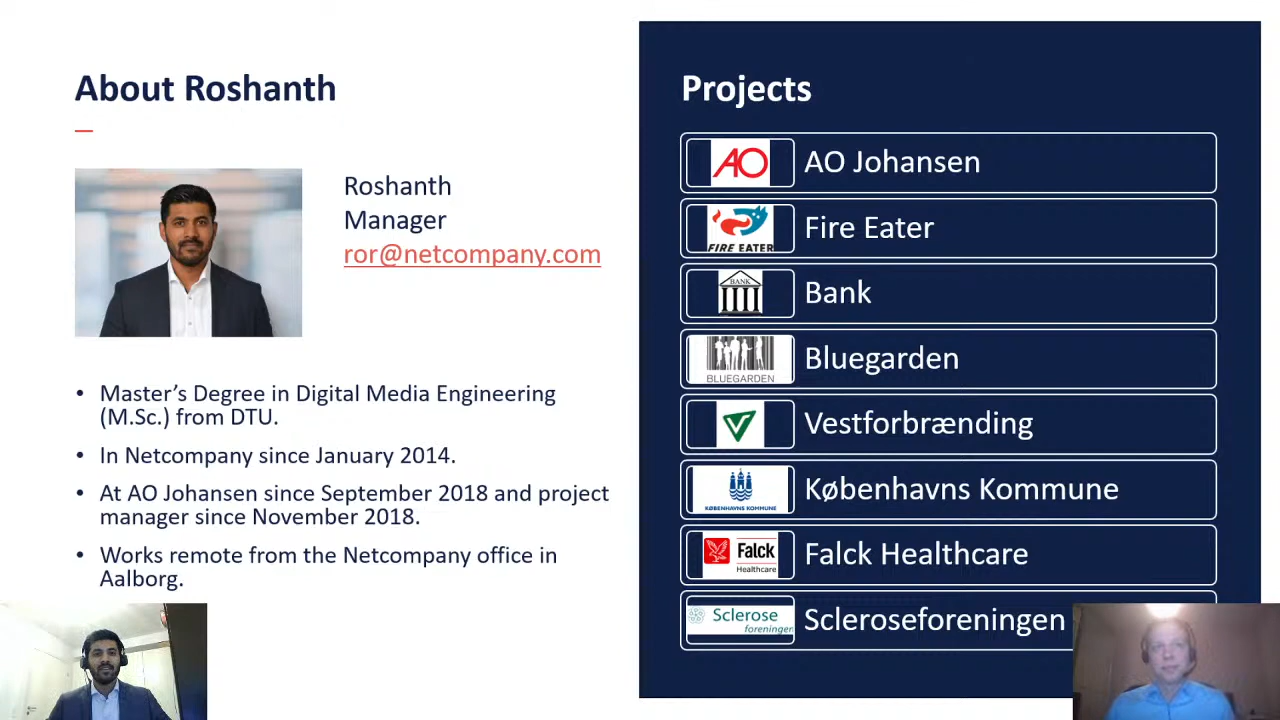 About Roshanth
Roshanth
Manager
ror@netcompany.com
• Master’s Degree in Digital Media Engineering
(M.Sc.) from DTU.
• In Netcompany since January 2014.
• At AO Johansen since September 2018 and project
manager since November 2018.
• Works remote from the Netcompany office in
Aalborg.
Projects
AO
AO Johansen
FIRE EATER
Fire Eater
BANK
Bank
BLUEGARDEN
Bluegarden
Vestforbrænding
KØBENHAVNS KOMMUNE
Københavns Kommune
Falck
Healthcare
Falck Healthcare
Sclerose
foreningen
Scleroseforeningen